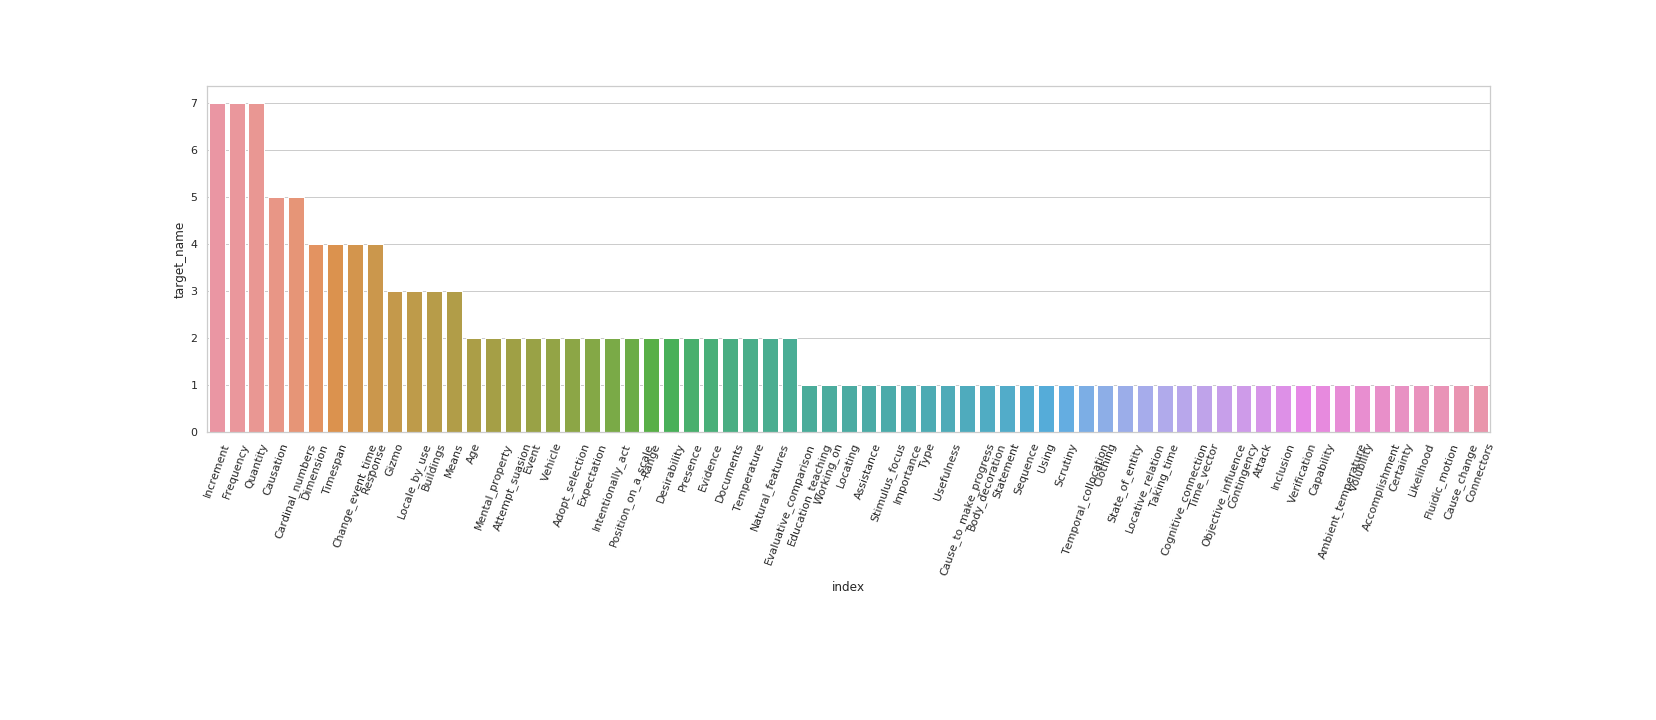 7
6
5
4
3
2
1
0
target_name
Increment
Frequency
Quantity
Causation
Cardinal_numbers
Dimension
Timespan
Change_event_time
Response
Gizmo
Locale_by_use
Buildings
Means
Age
Mental_property
Attempt_suasion
Event
Vehicle
Adopt_selection
Expectation
Intentionally_act
Position_on_a_scale
Range
Desirability
Presence
Evidence
Documents
Temperature
Natural_features
Evaluative_comparison
Education_teaching
Working_on
Locating
Assistance
Stimulus_focus
Importance
Type
Usefulness
Cause_to_make_progress
Body_decoration
Statement
Sequence
Using
Scrutiny
Temporal_collocation
Clothing
State_of_entity
Locative_relation
Taking_time
Cognitive_connection
Time_vector
Objective_influence
Contingency
Attack
Inclusion
Verification
Capability
Ambient_temperature
Volubility
Accomplishment
Certainty
Likelihood
Fluidic_motion
Cause_change
Connectors
index